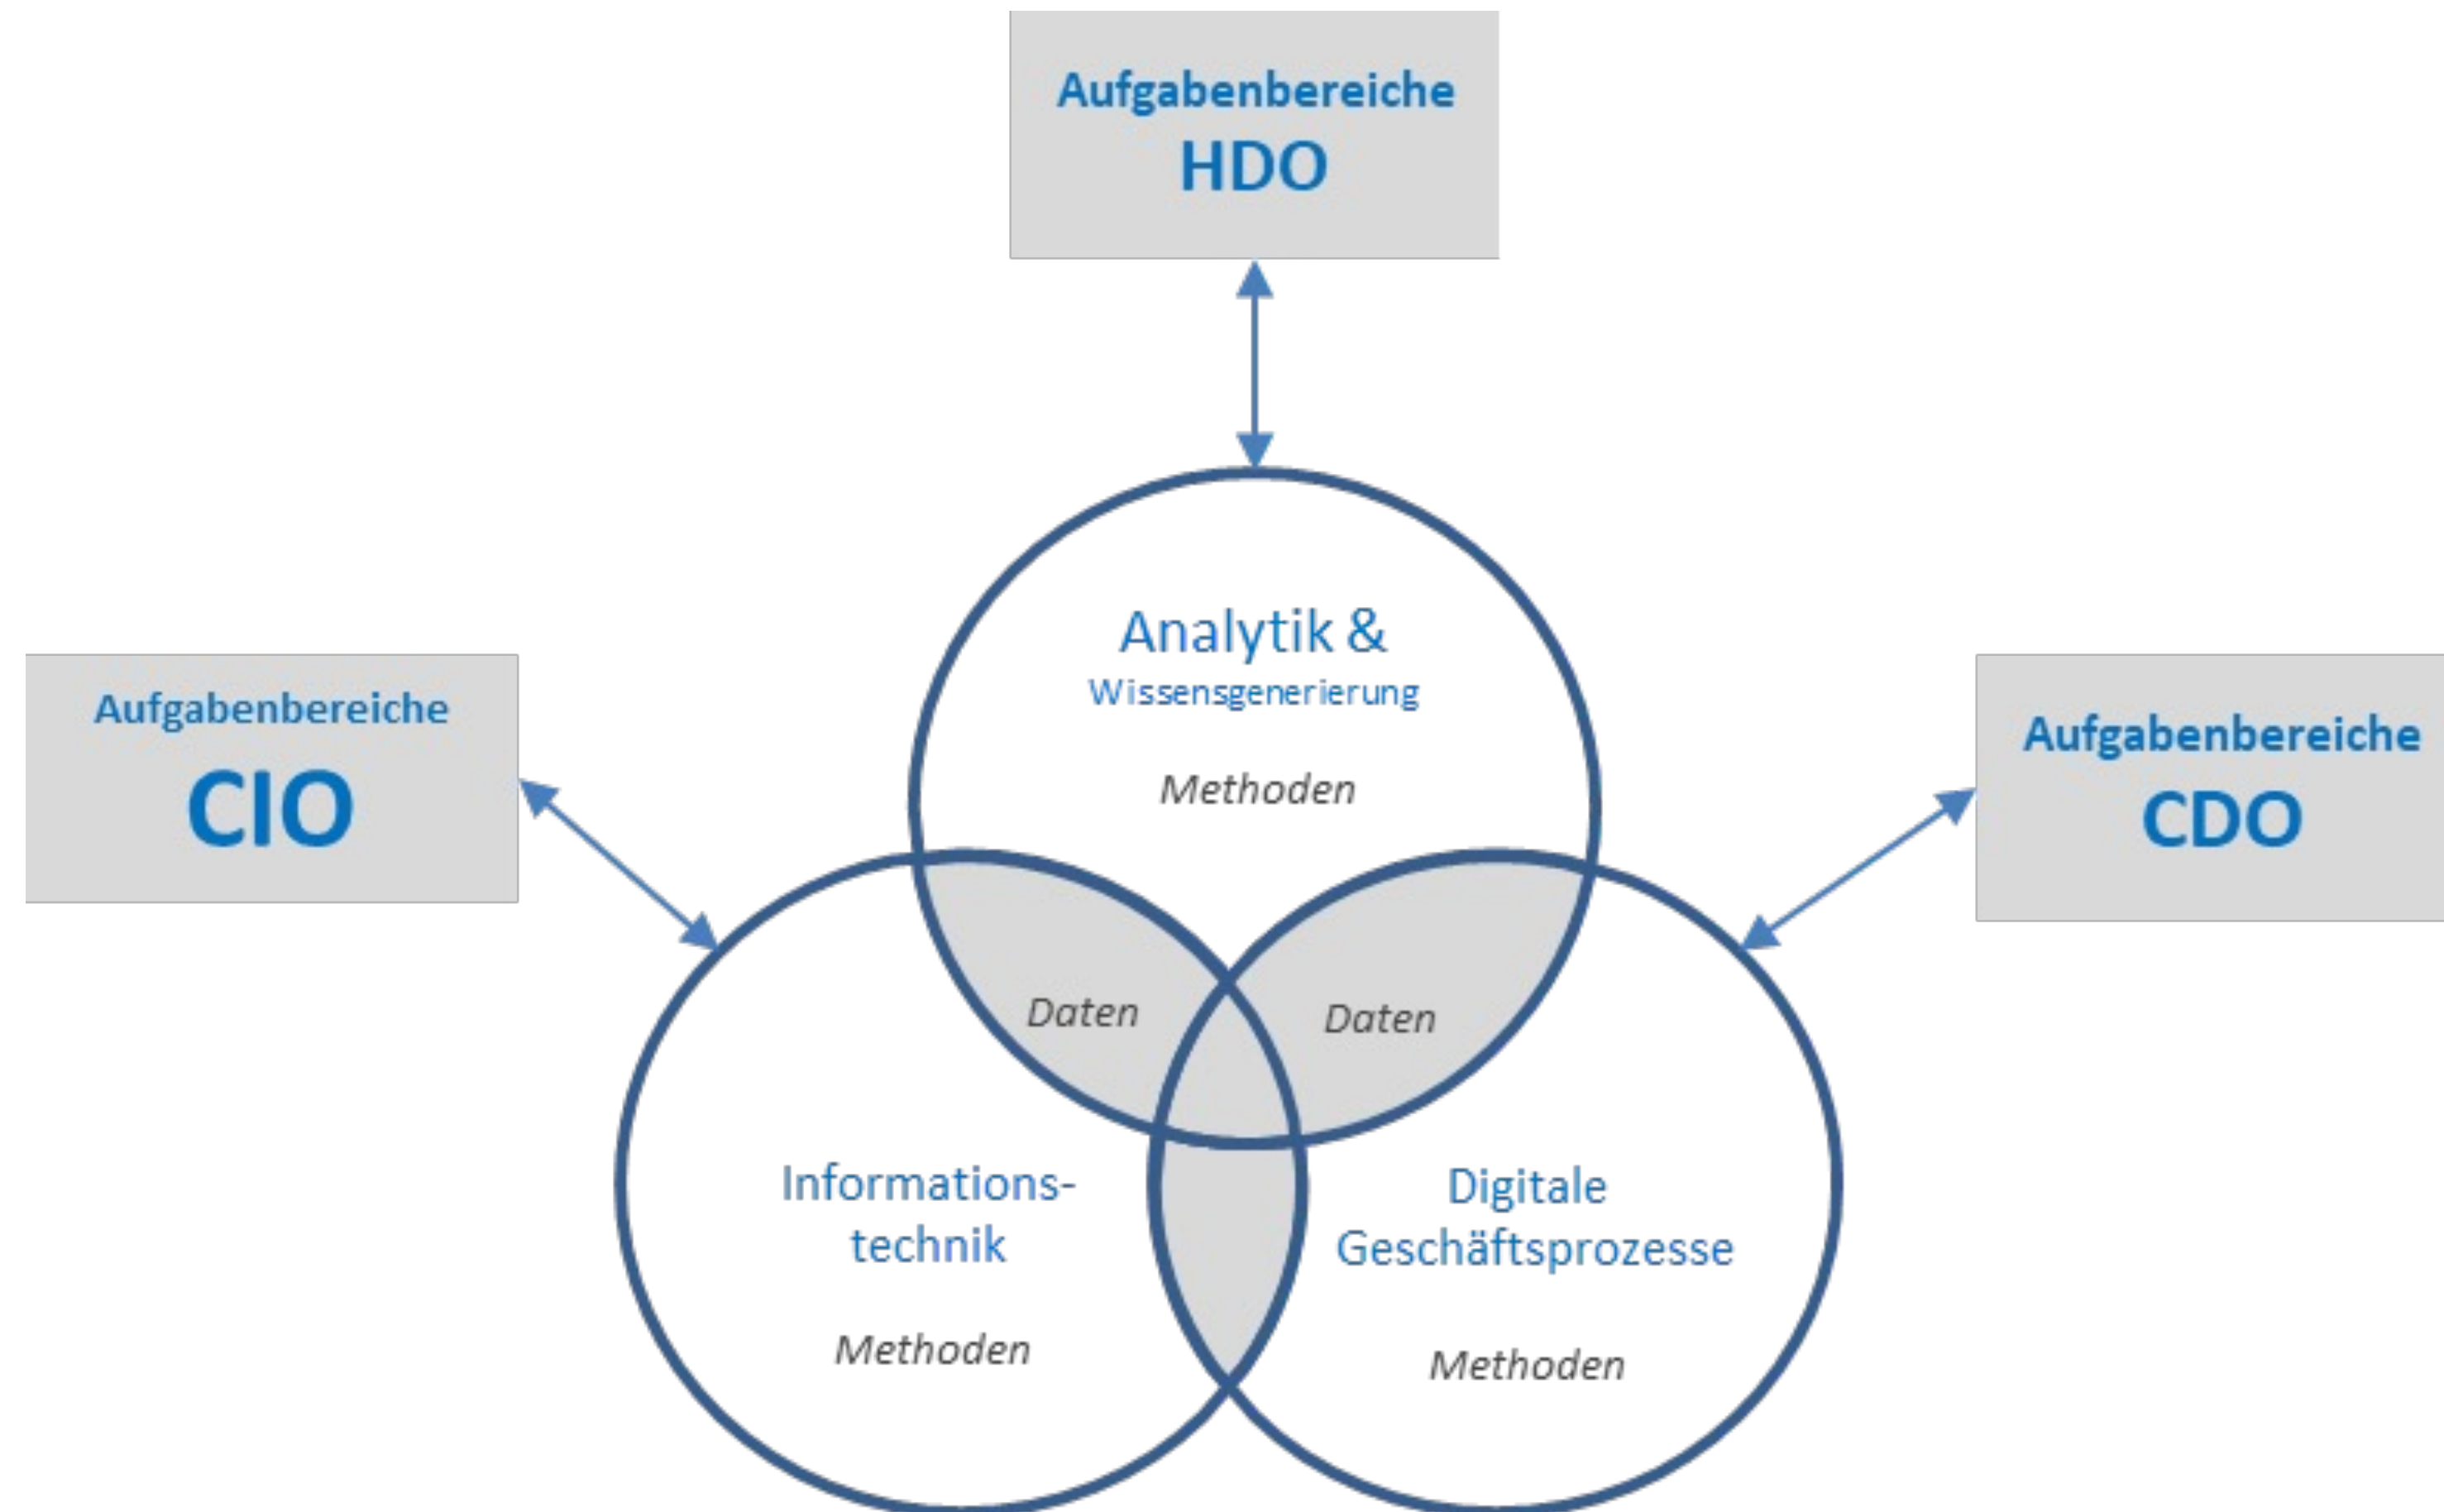 Aufgabenbereiche
HDO
Analytik &
Wissensgenerierung
Methoden
Aufgabenbereiche
CIO
Aufgabenbereiche
CDO
Daten
Daten
Informations-
technik
Methoden
Digitale
Geschäftsprozesse
Methoden